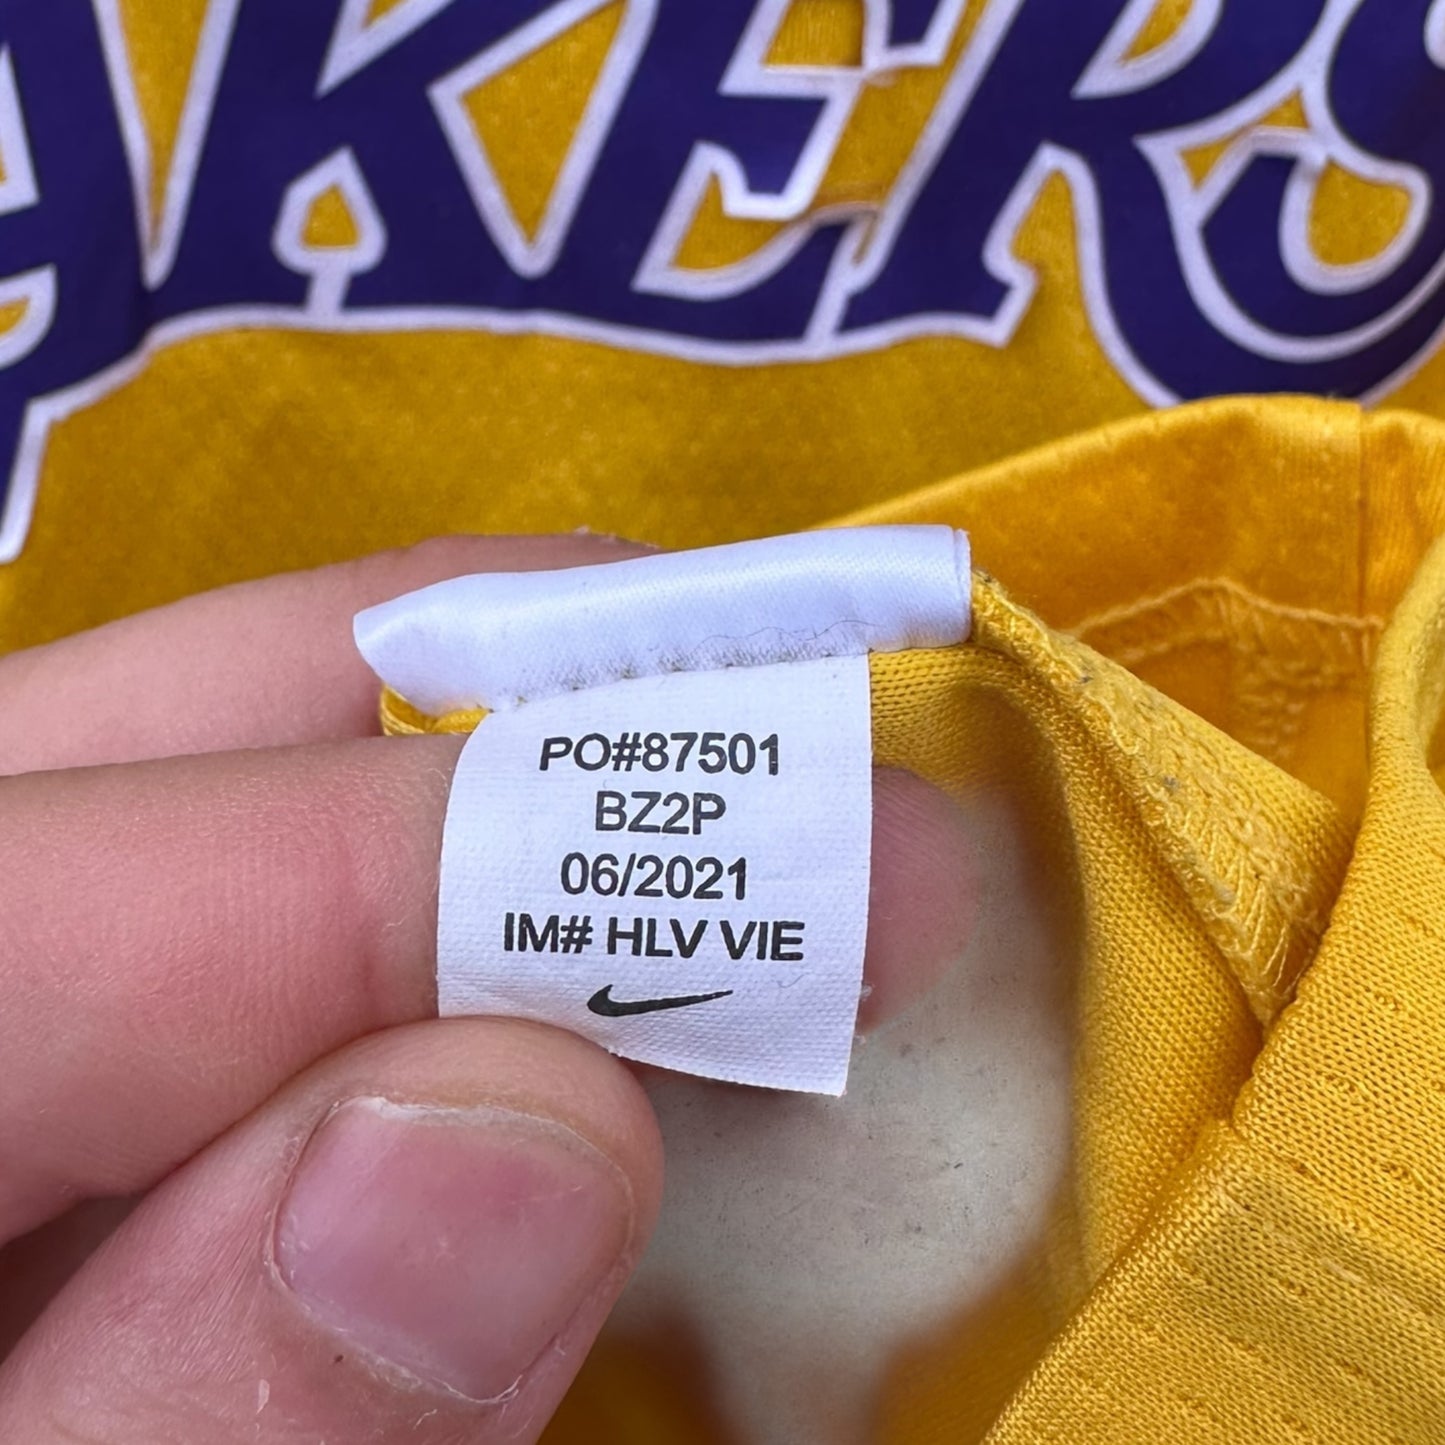 AKERS
PO#87501
BZ2P
06/2021
IM# HLV VIE